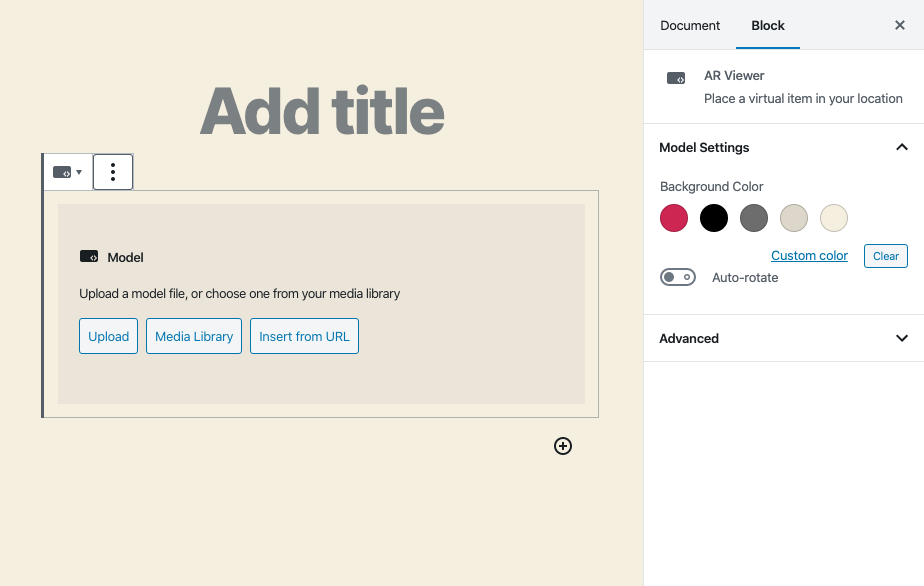 Document Block
Add title
AR Viewer
Place a virtual item in your location
Model Settings
Background Color
Custom color Clear
Auto-rotate
Advanced
Model
Upload a model file, or choose one from your media library
Upload Media Library Insert from URL